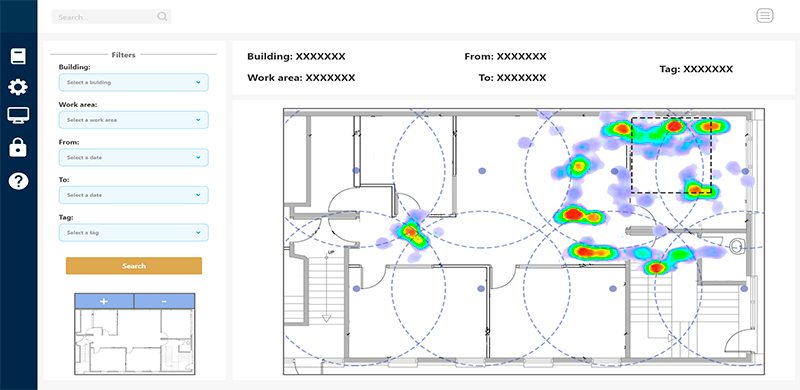 Search...
Filters
Building:
Select a building
Work area:
Select a work area
From:
Select a date
To:
Select a date
Tag:
Select a tag
Search
+ -
Building: XXXXXXX
From: XXXXXXX
Work area: XXXXXXX
To: XXXXXXX
Tag: XXXXXXX
UP